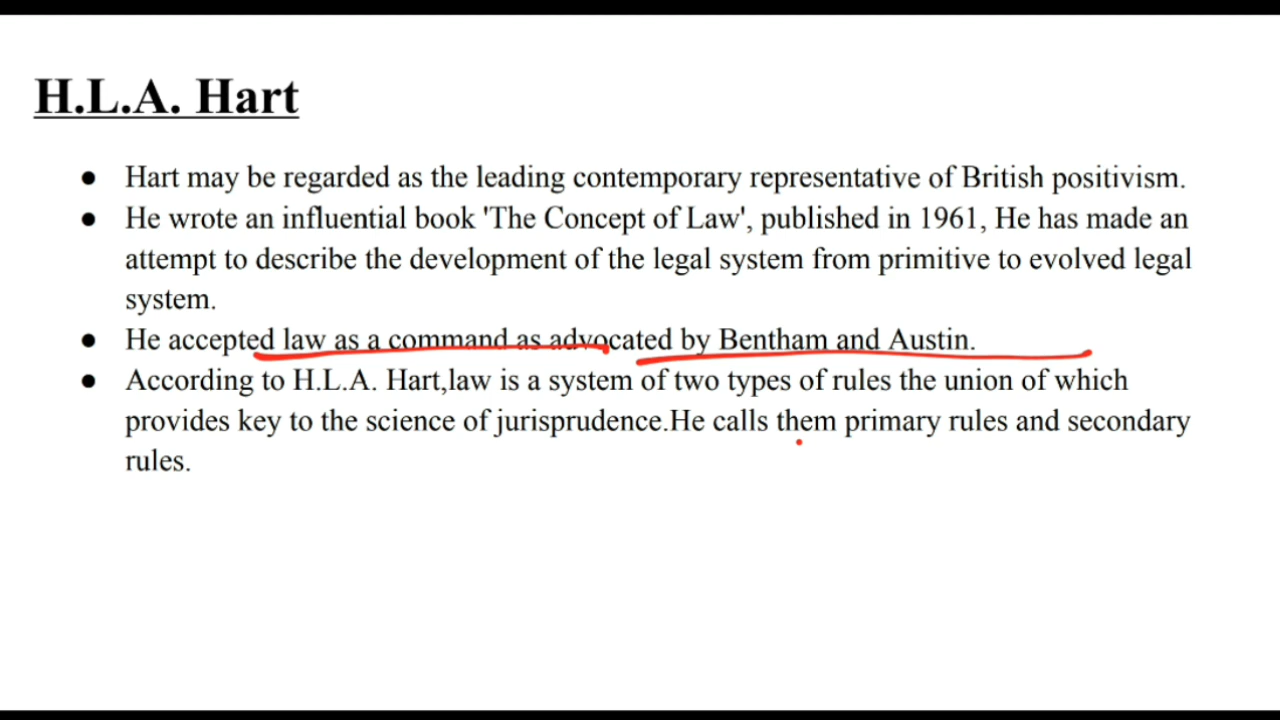 H.L.A. Hart
● Hart may be regarded as the leading contemporary representative of British positivism.
● He wrote an influential book 'The Concept of Law', published in 1961, He has made an
attempt to describe the development of the legal system from primitive to evolved legal
system.
● He accepted law as a command as advocated by Bentham and Austin.
● According to H.L.A. Hart,law is a system of two types of rules the union of which
provides key to the science of jurisprudence.He calls them primary rules and secondary
rules.